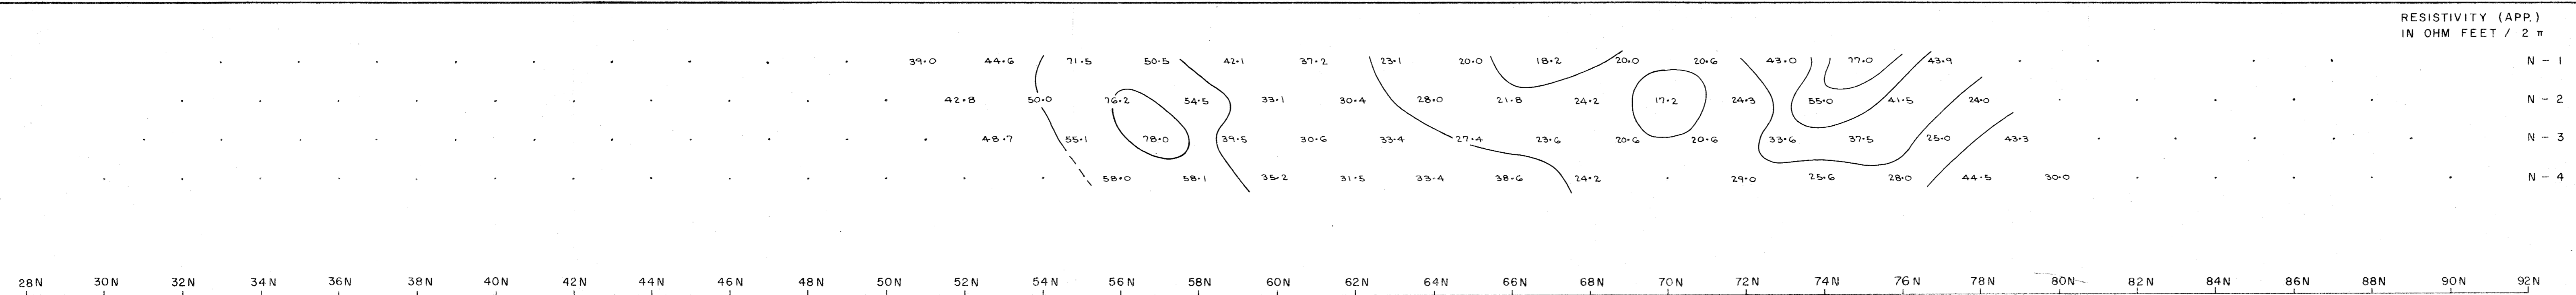 RESISTIVITY (APP.)
IN OHM FEET / 2 π
39.0 44.6 71.5 50.5 42.1 37.2 23.1 20.0 18.2 20.0 20.6 43.0 77.0 43.9 N - 1
42.8 50.0 76.2 54.5 33.1 30.4 28.0 21.8 24.2 17.2 24.3 55.0 41.5 24.0 N - 2
48.7 55.1 78.0 39.5 30.6 33.4 27.4 23.6 20.6 20.6 33.6 37.5 25.0 43.3 N - 3
58.0 58.1 35.2 31.5 33.4 38.6 24.2 29.0 25.6 28.0 44.5 30.0 N - 4
28N 30N 32N 34N 36N 38N 40N 42N 44N 46N 48N 50N 52N 54N 56N 58N 60N 62N 64N 66N 68N 70N 72N 74N 76N 78N 80N 82N 84N 86N 88N 90N 92N